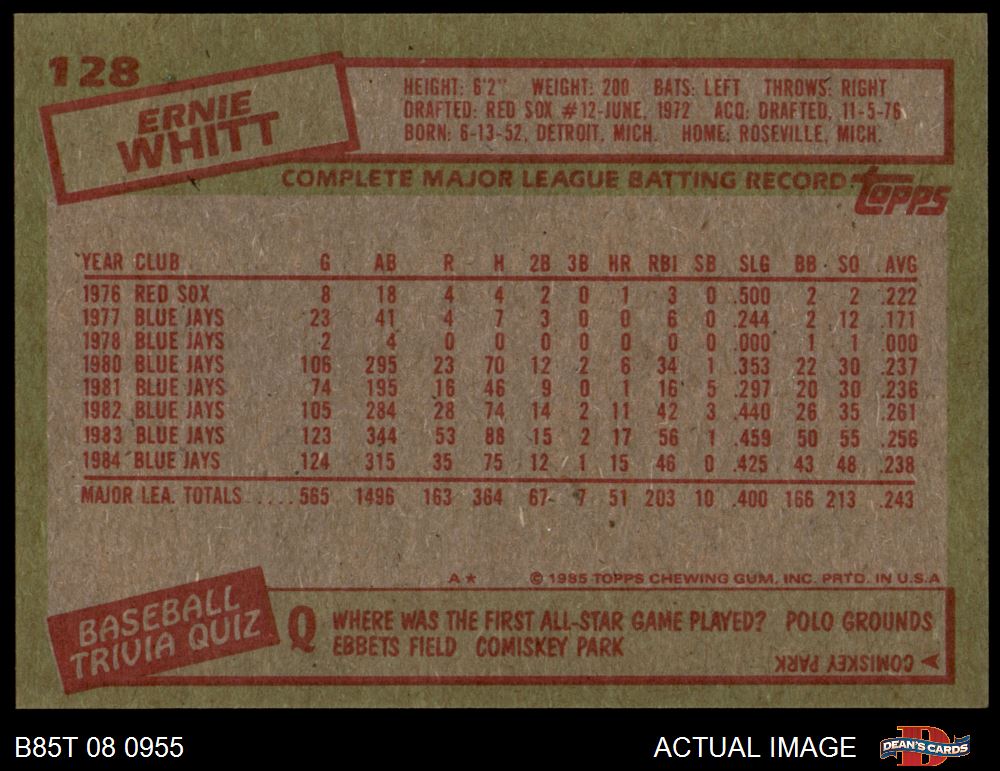 128
ERNIE
WHITT
HEIGHT: 6'2" WEIGHT: 200 BATS: LEFT THROWS: RIGHT
DRAFTED: RED SOX #12-JUNE, 1972 ACQ: DRAFTED, 11-5-76
BORN: 6-13-52, DETROIT, MICH. HOME: ROSEVILLE, MICH.
COMPLETE MAJOR LEAGUE BATTING RECORD topps
YEAR CLUB G AB R H 2B 3B HR RBI SB SLG BB SO AVG
1976 RED SOX 8 18 4 4 2 0 1 3 0 .500 2 2 .222
1977 BLUE JAYS 23 41 4 7 3 0 0 6 0 .244 2 12 .171
1978 BLUE JAYS 2 4 0 0 0 0 0 0 0 .000 1 1 .000
1980 BLUE JAYS 106 295 23 70 12 2 6 34 1 .353 22 30 .237
1981 BLUE JAYS 74 195 16 46 9 0 1 16 5 .297 20 30 .236
1982 BLUE JAYS 105 284 28 74 14 2 11 42 3 .440 26 35 .261
1983 BLUE JAYS 123 344 53 88 15 2 17 56 1 .459 50 55 .256
1984 BLUE JAYS 124 315 35 75 12 1 15 46 0 .425 43 48 .238
MAJOR LEA. TOTALS .... 565 1496 163 364 67 7 51 203 10 .400 166 213 .243
A* © 1985 TOPPS CHEWING GUM, INC. PRTD. IN U.S.A
BASEBALL
TRIVIA QUIZ
Q WHERE WAS THE FIRST ALL-STAR GAME PLAYED? POLO GROUNDS
EBBETS FIELD COMISKEY PARK
COMISKEY PARK
B85T 08 0955 ACTUAL IMAGE DEAN'S CARDS